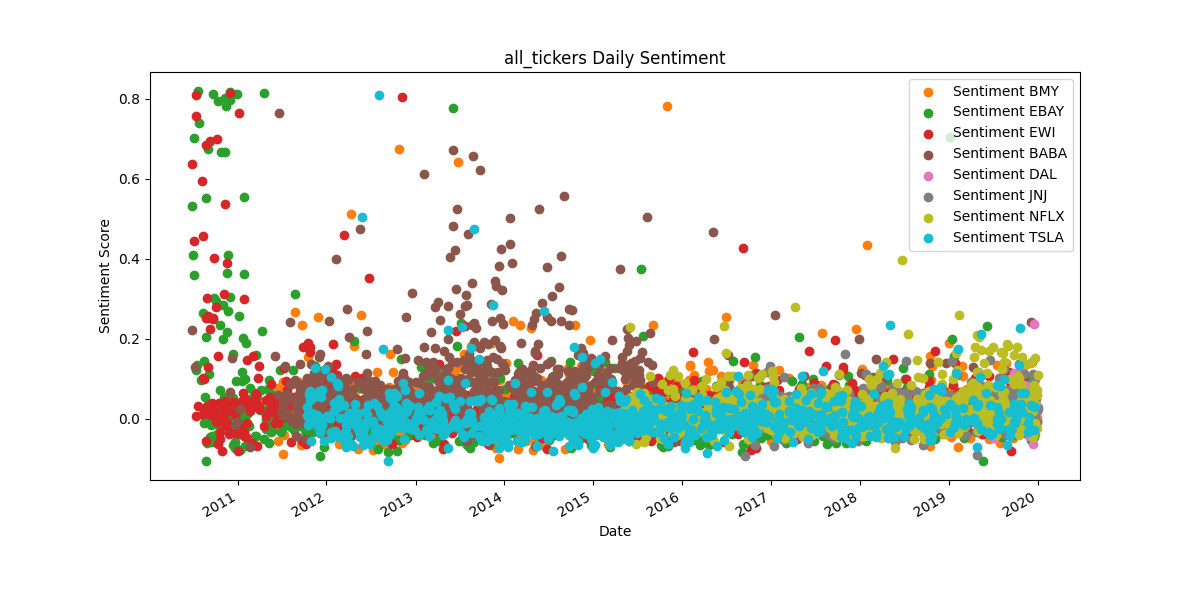 all_tickers Daily Sentiment
Sentiment Score
0.8
0.6
0.4
0.2
0.0
Sentiment BMY
Sentiment EBAY
Sentiment EWI
Sentiment BABA
Sentiment DAL
Sentiment JNJ
Sentiment NFLX
Sentiment TSLA
2011
2012
2013
2014
2015
2016
2017
2018
2019
2020
Date